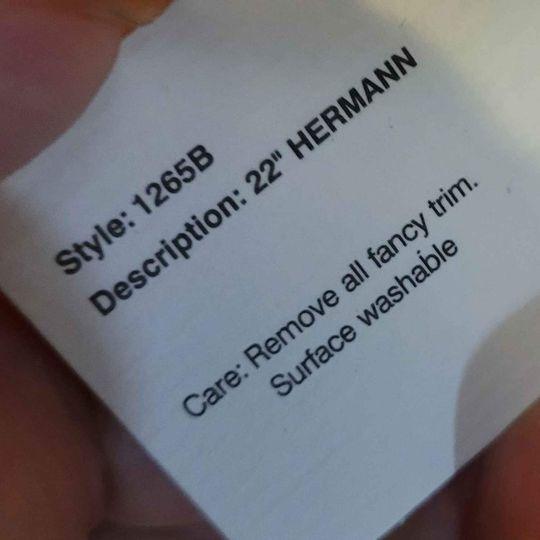 Style: 1265B
Description: 22" HERMANN
Care: Remove all fancy trim.
Surface washable